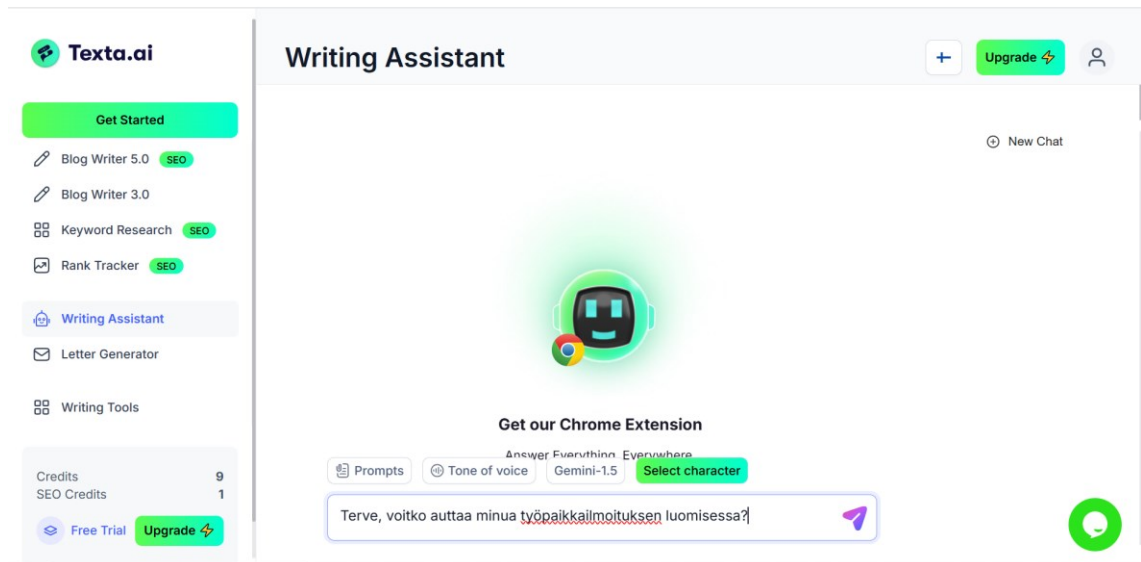 Texta.ai
Get Started
Blog Writer 5.0 SEO
Blog Writer 3.0
Keyword Research SEO
Rank Tracker SEO
Writing Assistant
Letter Generator
Writing Tools
Credits 9
SEO Credits 1
Free Trial Upgrade
Writing Assistant
Upgrade
New Chat
Get our Chrome Extension
Answer Everything, Everywhere
Prompts Tone of voice Gemini-1.5 Select character
Terve, voitko auttaa minua työpaikkailmoituksen luomisessa?